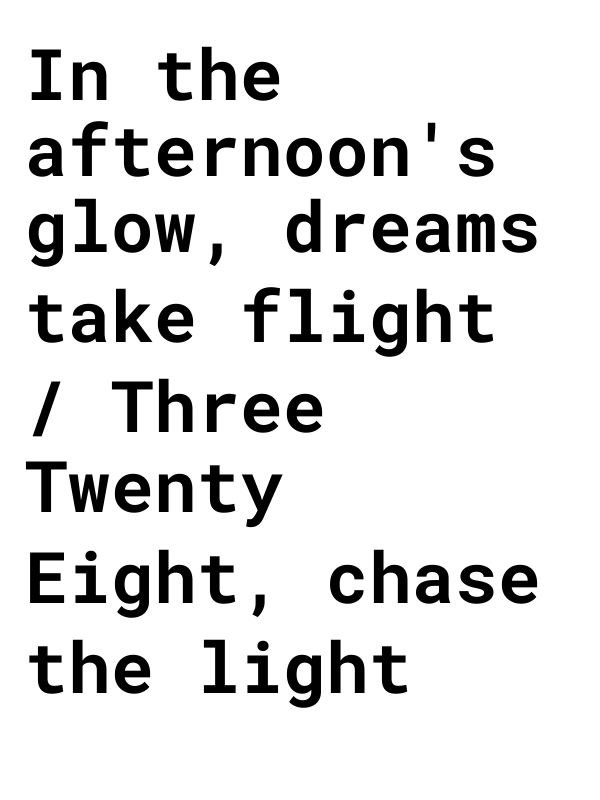 In the
afternoon's
glow, dreams
take flight
/ Three
Twenty
Eight, chase
the light